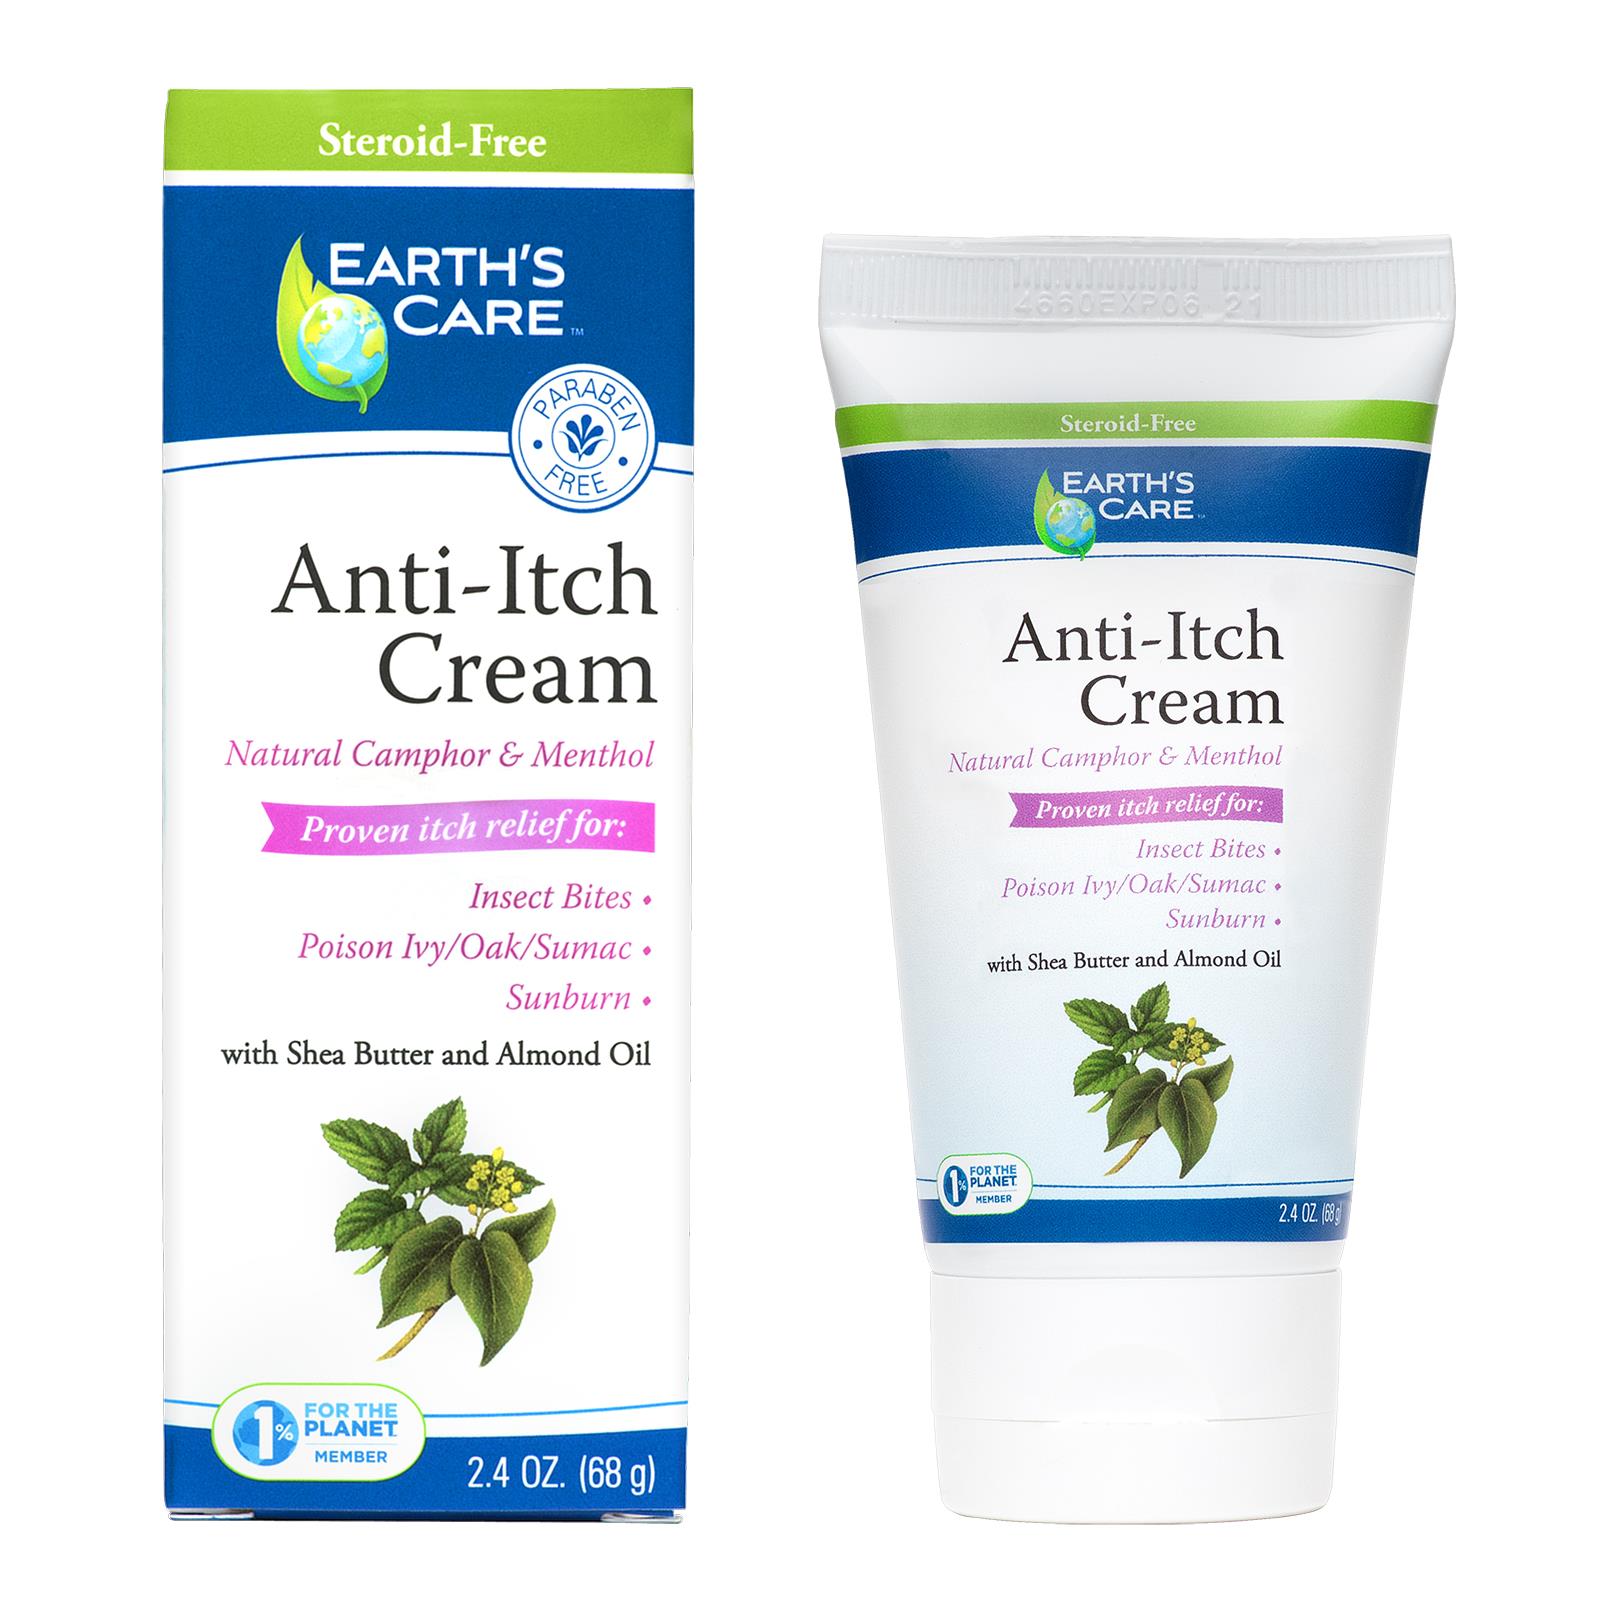 Steroid-Free
EARTH'S
CARE™
PARABEN
FREE
Anti-Itch
Cream
Natural Camphor & Menthol
Proven itch relief for:
Insect Bites •
Poison Ivy/Oak/Sumac •
Sunburn •
with Shea Butter and Almond Oil
1%
FOR THE
PLANET
MEMBER
2.4 OZ. (68 g)
4660EXP06 21
Steroid-Free
EARTH'S
CARE™
Anti-Itch
Cream
Natural Camphor & Menthol
Proven itch relief for:
Insect Bites •
Poison Ivy/Oak/Sumac •
Sunburn •
with Shea Butter and Almond Oil
1%
FOR THE
PLANET
MEMBER
2.4 OZ. (68 g)